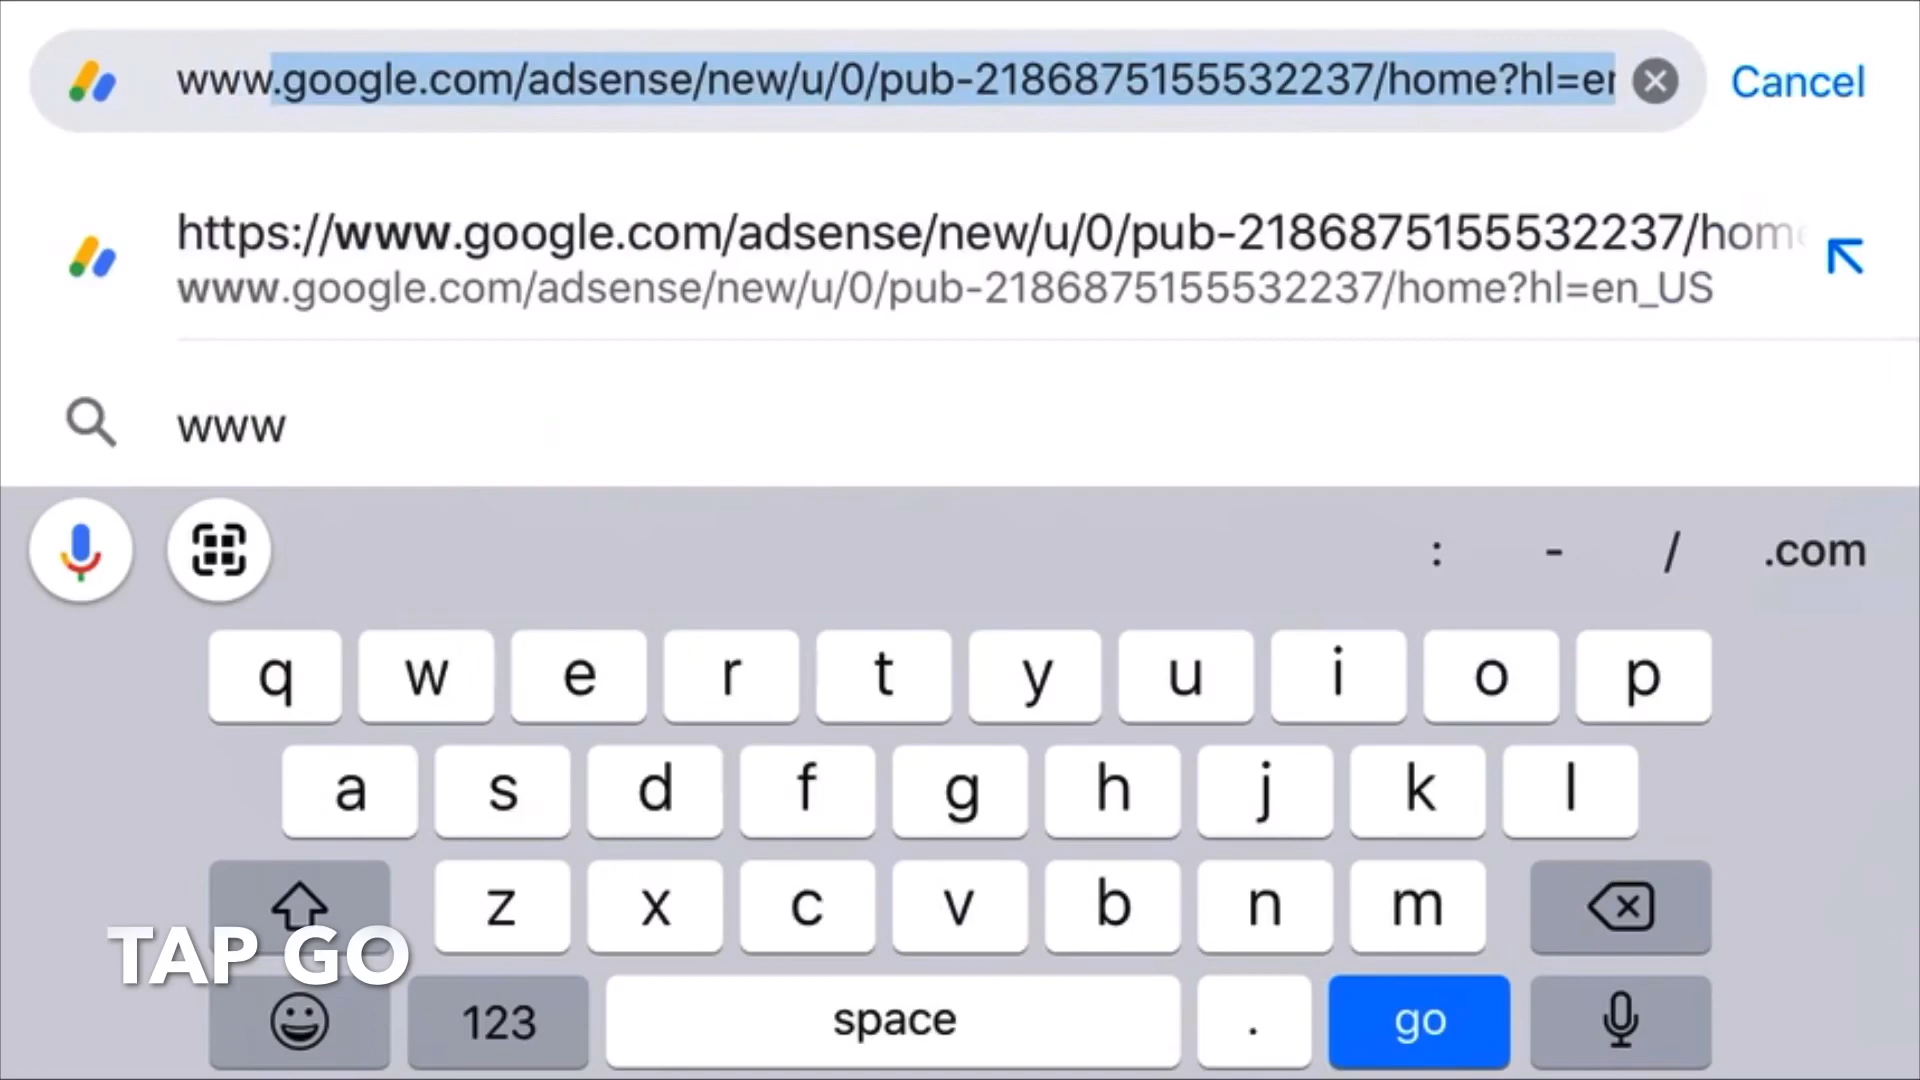 www.google.com/adsense/new/u/0/pub-2186875155532237/home?hl=en
Cancel
https://www.google.com/adsense/new/u/0/pub-2186875155532237/home
www.google.com/adsense/new/u/0/pub-2186875155532237/home?hl=en_US
www
: - / .com
q w e r t y u i o p
a s d f g h j k l
z x c v b n m
TAP GO
123 space . go